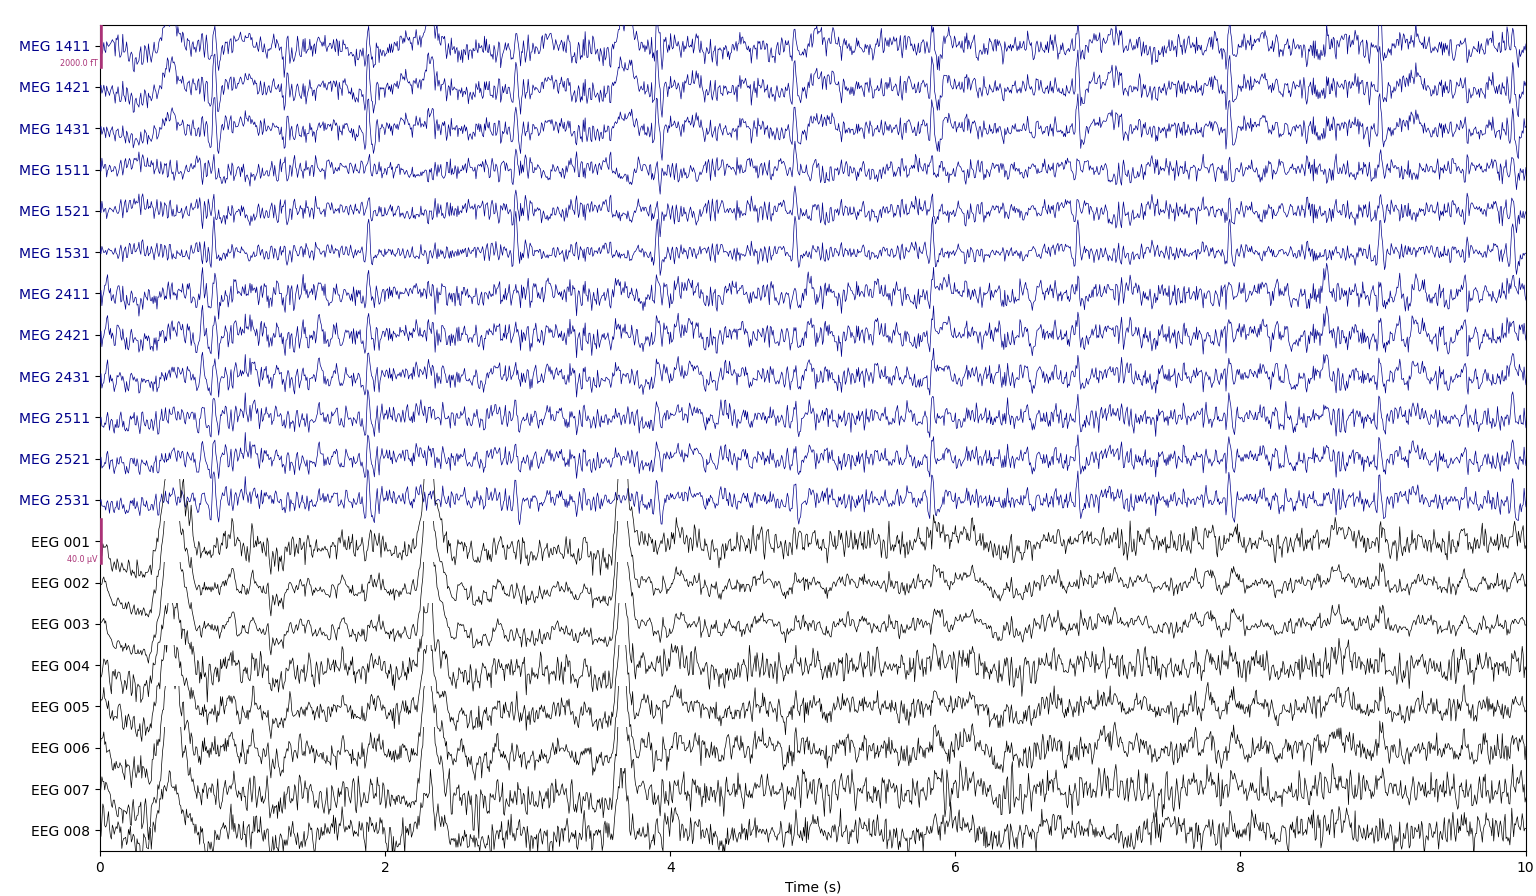 MEG 1411
2000.0 fT
MEG 1421
MEG 1431
MEG 1511
MEG 1521
MEG 1531
MEG 2411
MEG 2421
MEG 2431
MEG 2511
MEG 2521
MEG 2531
EEG 001
40.0 µV
EEG 002
EEG 003
EEG 004
EEG 005
EEG 006
EEG 007
EEG 008
0 2 4 6 8 10
Time (s)